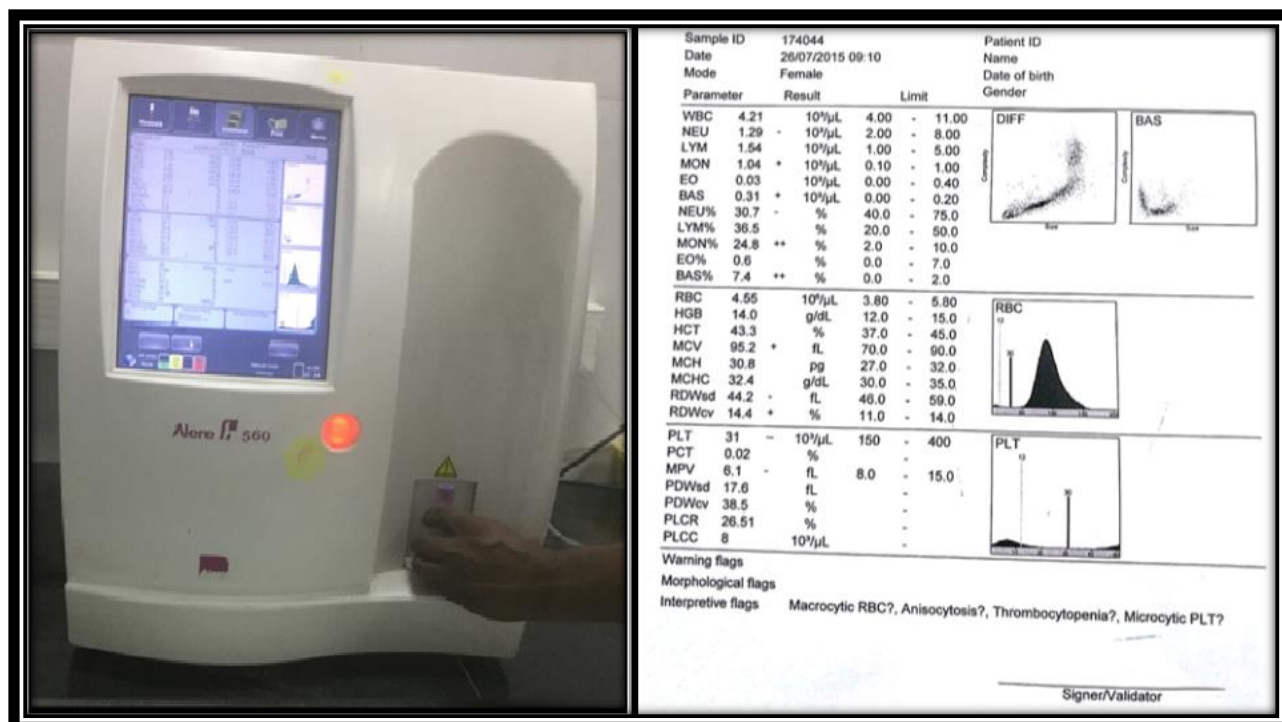 Alere 560
Sample ID 174044 Patient ID
Date 26/07/2015 09:10 Name
Mode Female Date of birth
Gender
Parameter Result Limit
WBC 4.21 10³/µL 4.00 - 11.00
NEU 1.29 - 10³/µL 2.00 - 8.00
LYM 1.54 10³/µL 1.00 - 5.00
MON 1.04 + 10³/µL 0.10 - 1.00
EO 0.03 10³/µL 0.00 - 0.40
BAS 0.31 + 10³/µL 0.00 - 0.20
NEU% 30.7 - % 40.0 - 75.0
LYM% 36.5 % 20.0 - 50.0
MON% 24.8 ++ % 2.0 - 10.0
EO% 0.6 % 0.0 - 7.0
BAS% 7.4 ++ % 0.0 - 2.0
DIFF
Complexity
Size
BAS
Complexity
Size
RBC 4.55 10⁶/µL 3.80 - 5.80
HGB 14.0 g/dL 12.0 - 15.0
HCT 43.3 % 37.0 - 45.0
MCV 95.2 + fL 70.0 - 90.0
MCH 30.8 pg 27.0 - 32.0
MCHC 32.4 g/dL 30.0 - 35.0
RDWsd 44.2 - fL 46.0 - 59.0
RDWcv 14.4 + % 11.0 - 14.0
RBC
PLT 31 -- 10³/µL 150 - 400
PCT 0.02 % -
MPV 6.1 - fL 8.0 - 15.0
PDWsd 17.6 fL -
PDWcv 38.5 % -
PLCR 26.51 % -
PLCC 8 10³/µL -
PLT
Warning flags
Morphological flags
Interpretive flags Macrocytic RBC?, Anisocytosis?, Thrombocytopenia?, Microcytic PLT?
Signer/Validator